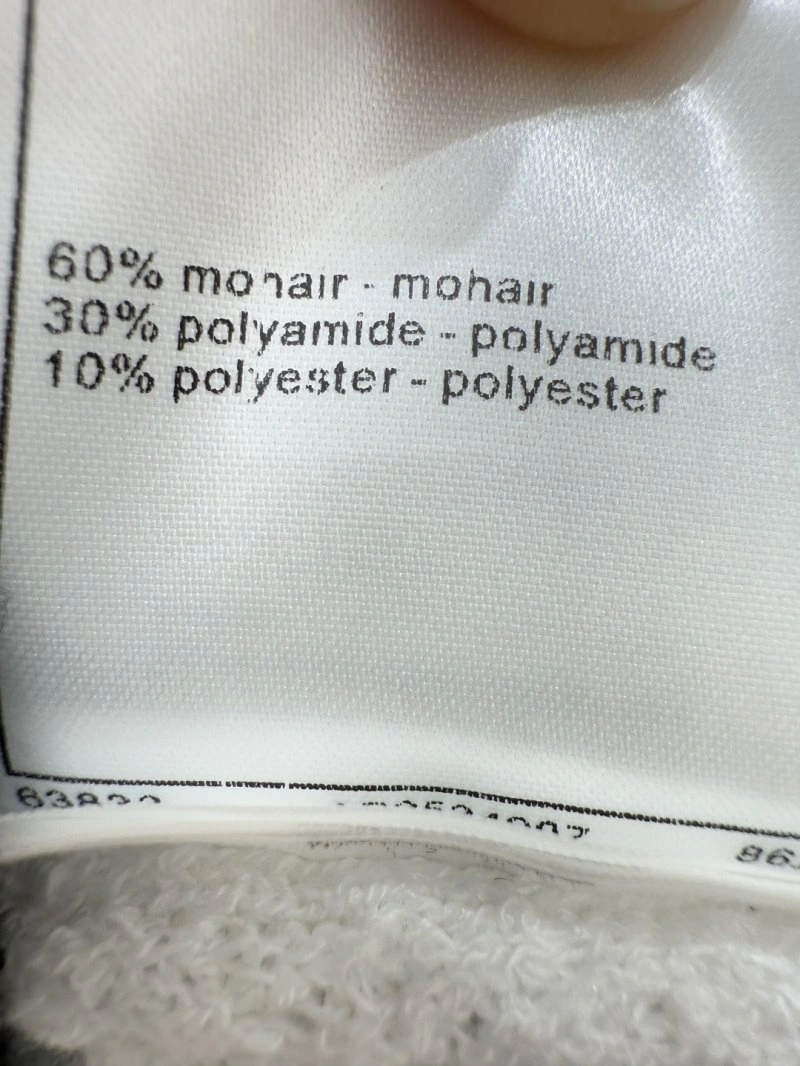 60% mohair - mohair
30% polyamide - polyamide
10% polyester - polyester